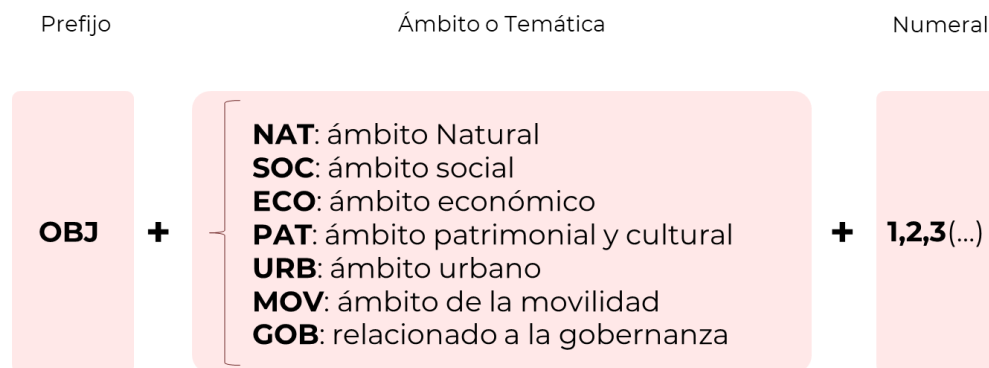 Prefijo
Ámbito o Temática
Numeral
OBJ
+
NAT: ámbito Natural
SOC: ámbito social
ECO: ámbito económico
PAT: ámbito patrimonial y cultural
URB: ámbito urbano
MOV: ámbito de la movilidad
GOB: relacionado a la gobernanza
+
1,2,3(...)